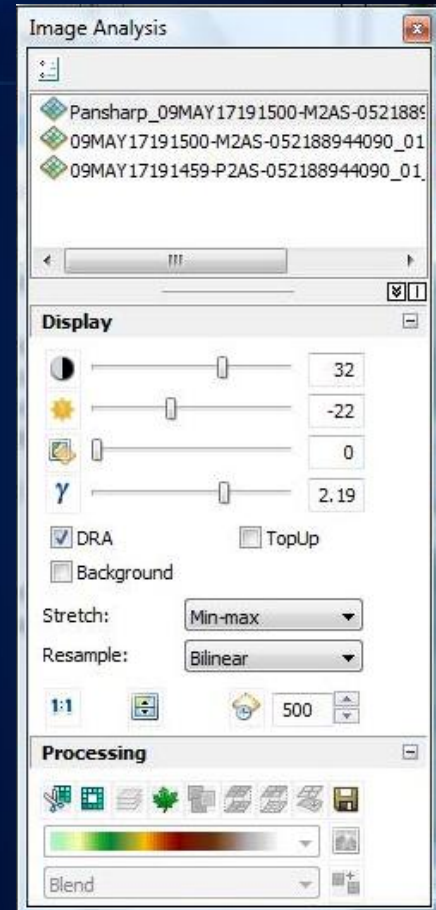 Image Analysis
Pansharp_09MAY17191500-M2AS-052188
09MAY17191500-M2AS-052188944090_01
09MAY17191459-P2AS-052188944090_01_
Display
32
-22
0
γ 2.19
DRA TopUp
Background
Stretch: Min-max
Resample: Bilinear
1:1 500
Processing
Blend